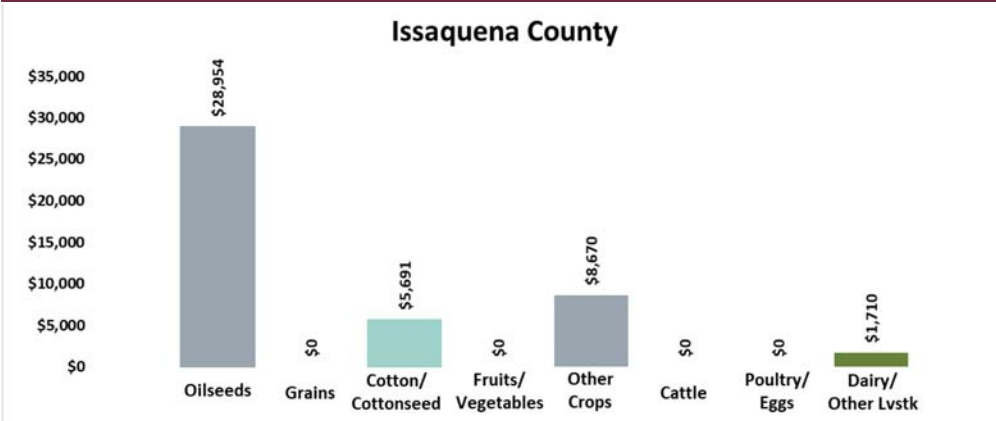 Issaquena County
$35,000
$30,000
$25,000
$20,000
$15,000
$10,000
$5,000
$0
$28,954
$0
$5,691
$0
$8,670
$0
$0
$1,710
Oilseeds
Grains
Cotton/
Cottonseed
Fruits/
Vegetables
Other
Crops
Cattle
Poultry/
Eggs
Dairy/
Other Lvstk